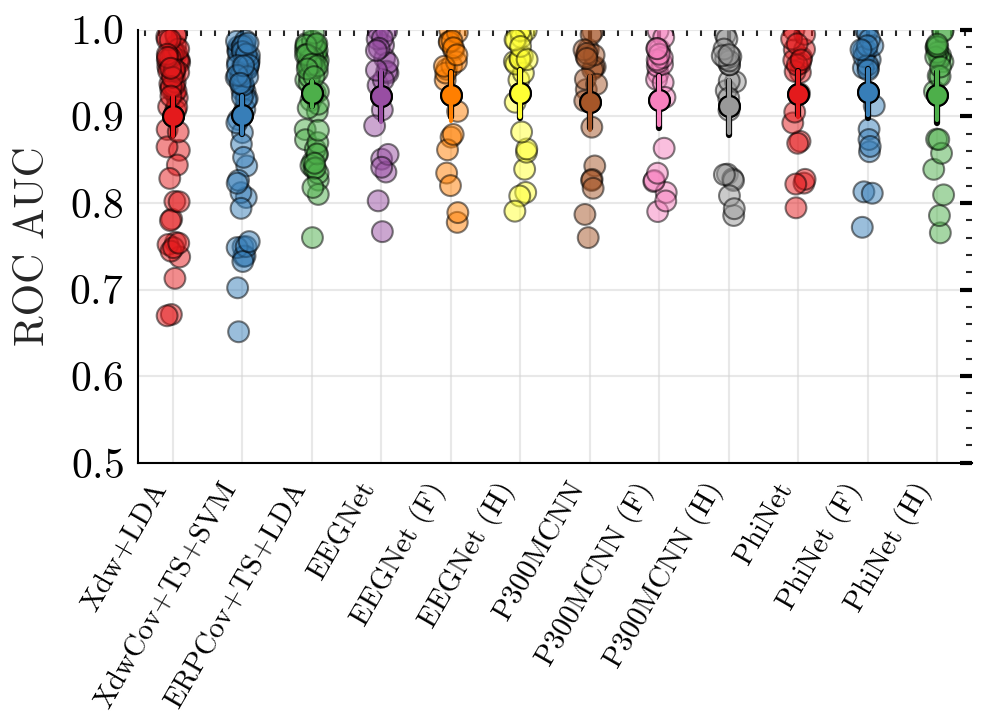 ROC AUC
1.0
0.9
0.8
0.7
0.6
0.5
Xdw+LDA
XdwCov+TS+SVM
ERPCov+TS+LDA
EEGNet
EEGNet (F)
EEGNet (H)
P300MCNN
P300MCNN (F)
P300MCNN (H)
PhiNet
PhiNet (F)
PhiNet (H)